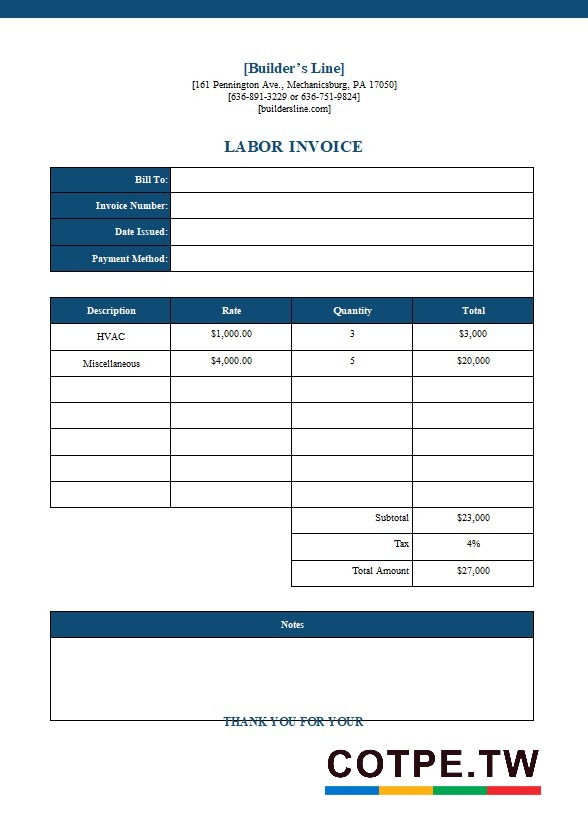 [Builder’s Line]
[161 Pennington Ave., Mechanicsburg, PA 17050]
[636-891-3229 or 636-751-9824]
[buildersline.com]
LABOR INVOICE
Bill To:
Invoice Number:
Date Issued:
Payment Method:
Description Rate Quantity Total
HVAC $1,000.00 3 $3,000
Miscellaneous $4,000.00 5 $20,000
Subtotal $23,000
Tax 4%
Total Amount $27,000
Notes
THANK YOU FOR YOUR
COTPE.TW